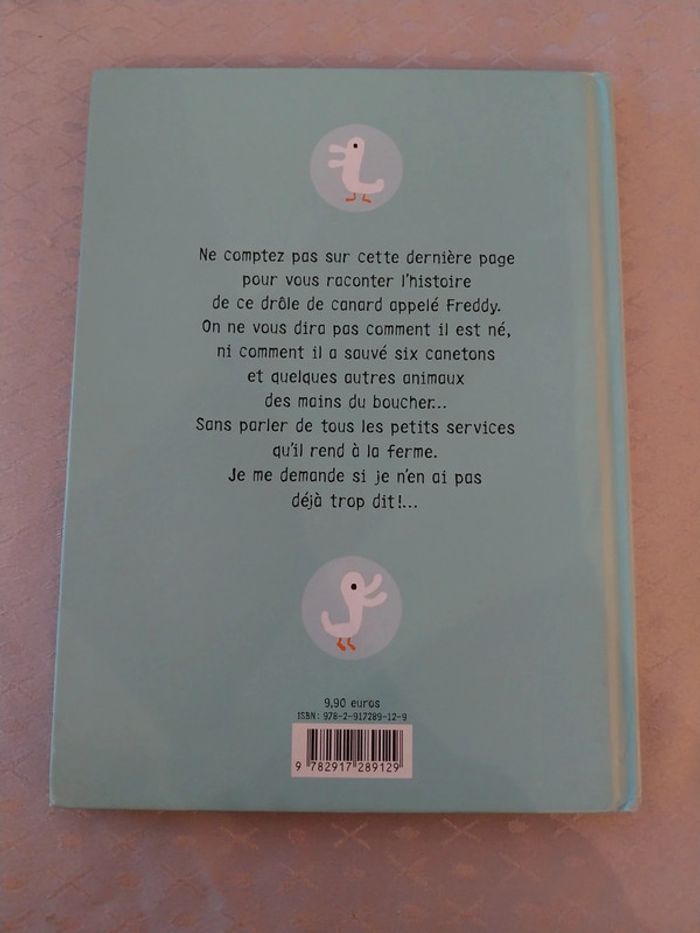 Ne comptez pas sur cette dernière page
pour vous raconter l'histoire
de ce drôle de canard appelé Freddy.
On ne vous dira pas comment il est né,
ni comment il a sauvé six canetons
et quelques autres animaux
des mains du boucher...
Sans parler de tous les petits services
qu'il rend à la ferme.
Je me demande si je n'en ai pas
déjà trop dit!...
9,90 euros
ISBN: 978-2-917289-12-9
9 782917 289129